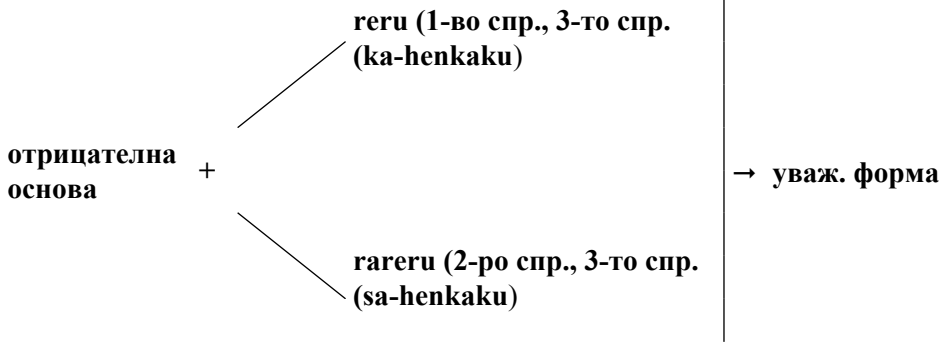 reru (1-во спр., 3-то спр.
(ka-henkaku)
отрицателна
основа
+
→ уваж. форма
rareru (2-ро спр., 3-то спр.
(sa-henkaku)